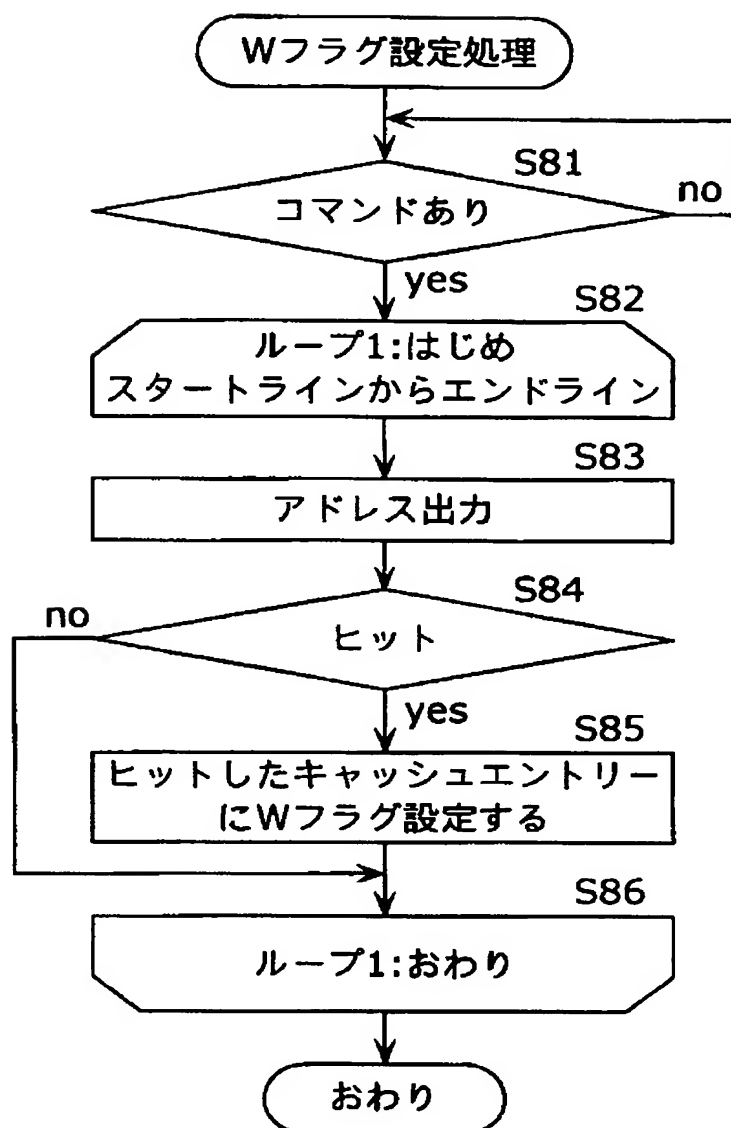 Wフラグ設定処理
S81
コマンドあり
no
yes
S82
ループ1:はじめ
スタートラインからエンドライン
S83
アドレス出力
S84
no
ヒット
yes
S85
ヒットしたキャッシュエントリー
にWフラグ設定する
S86
ループ1:おわり
おわり